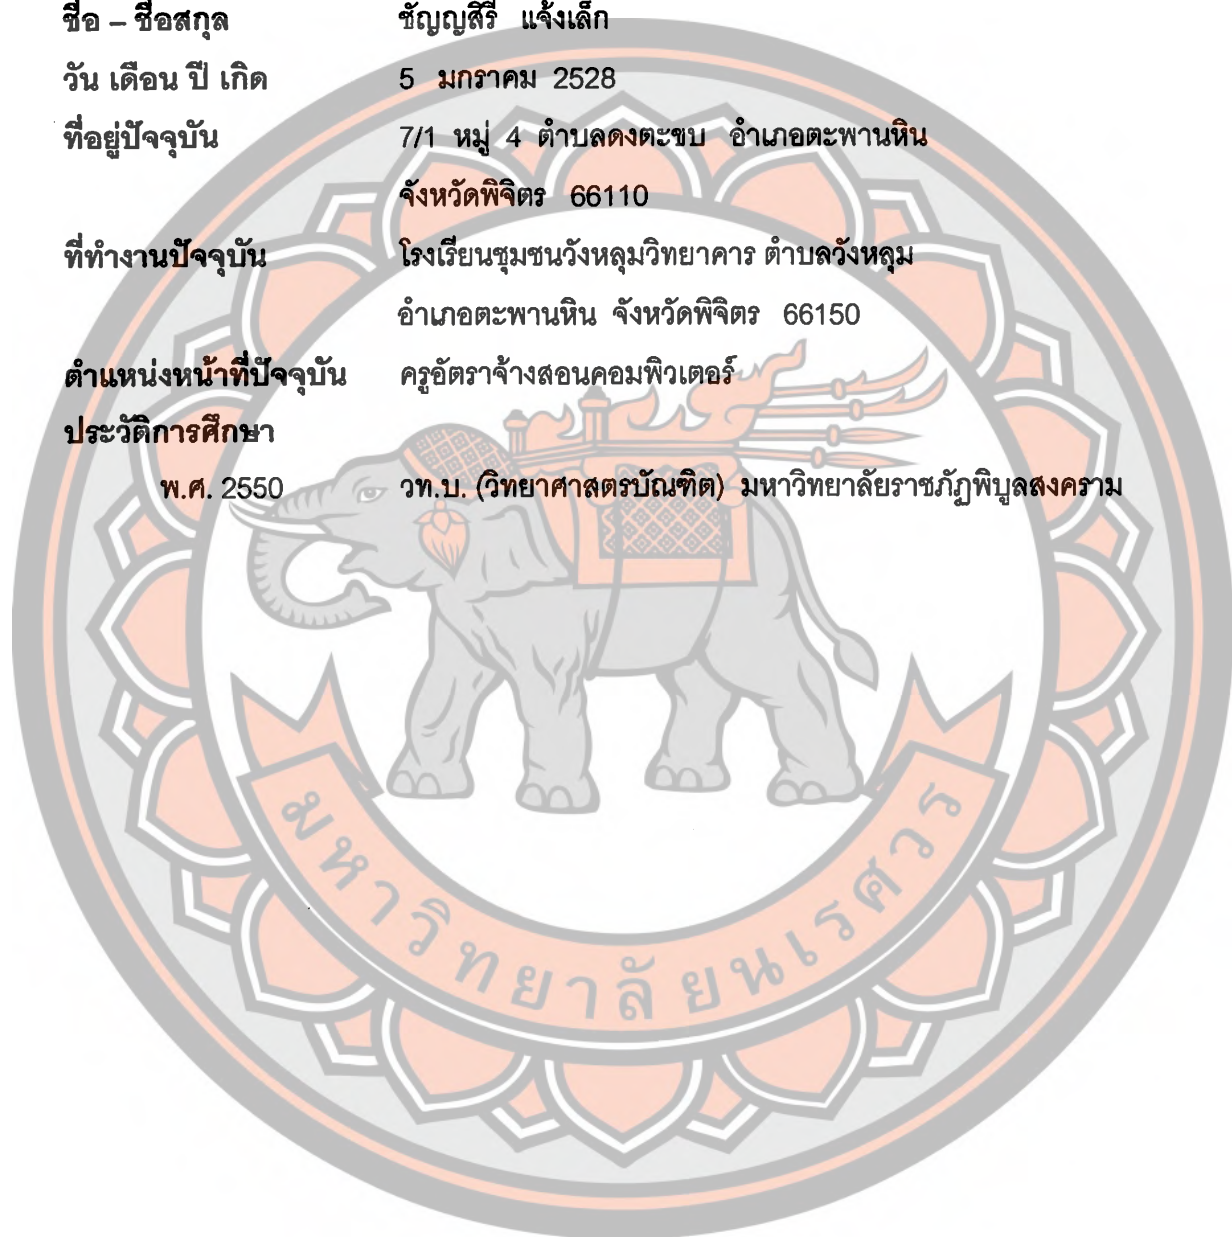 ชื่อ – ชื่อสกุล ชัญญสิรี แจ้งเล็ก
วัน เดือน ปี เกิด 5 มกราคม 2528
ที่อยู่ปัจจุบัน 7/1 หมู่ 4 ตำบลดงตะขบ อำเภอตะพานหิน
จังหวัดพิจิตร 66110
ที่ทำงานปัจจุบัน โรงเรียนชุมชนวังหลุมวิทยาคาร ตำบลวังหลุม
อำเภอตะพานหิน จังหวัดพิจิตร 66150
ตำแหน่งหน้าที่ปัจจุบัน ครูอัตราจ้างสอนคอมพิวเตอร์
ประวัติการศึกษา
พ.ศ. 2550 วท.บ. (วิทยาศาสตรบัณฑิต) มหาวิทยาลัยราชภัฏพิบูลสงคราม
มหาวิทยาลัยนเรศวร